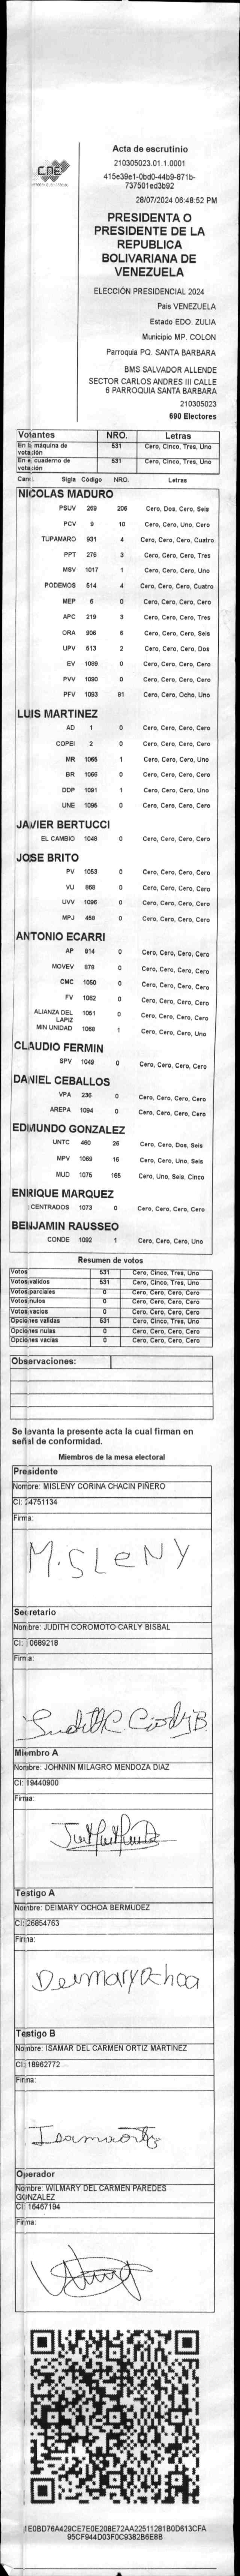 Acta de escrutinio
210305023.01.1.0001
CNE
415e39e1-0bd0-44b9-871b-
737501ed3b92
28/07/2024 06:48:52 PM
PRESIDENTA O
PRESIDENTE DE LA
REPUBLICA
BOLIVARIANA DE
VENEZUELA
ELECCIÓN PRESIDENCIAL 2024
Pais VENEZUELA
Estado EDO. ZULIA
Municipio MP. COLON
Parroquia PQ. SANTA BARBARA
BMS SALVADOR ALLENDE
SECTOR CARLOS ANDRES III CALLE
6 PARROQUIA SANTA BARBARA
210305023
690 Electores
Votantes NRO. Letras
En la máquina de votación 531 Cero, Cinco, Tres, Uno
En el cuaderno de votación 531 Cero, Cinco, Tres, Uno
Cand. Sigla Código NRO. Letras
NICOLAS MADURO
PSUV 269 206 Cero, Dos, Cero, Seis
PCV 9 10 Cero, Cero, Uno, Cero
TUPAMARO 931 4 Cero, Cero, Cero, Cuatro
PPT 276 3 Cero, Cero, Cero, Tres
MSV 1017 1 Cero, Cero, Cero, Uno
PODEMOS 514 4 Cero, Cero, Cero, Cuatro
MEP 6 0 Cero, Cero, Cero, Cero
APC 219 3 Cero, Cero, Cero, Tres
ORA 906 6 Cero, Cero, Cero, Seis
UPV 513 2 Cero, Cero, Cero, Dos
EV 1089 0 Cero, Cero, Cero, Cero
PVV 1090 0 Cero, Cero, Cero, Cero
PFV 1093 81 Cero, Cero, Ocho, Uno
LUIS MARTINEZ
AD 1 0 Cero, Cero, Cero, Cero
COPEI 2 0 Cero, Cero, Cero, Cero
MR 1065 1 Cero, Cero, Cero, Uno
BR 1066 0 Cero, Cero, Cero, Cero
DDP 1091 1 Cero, Cero, Cero, Uno
UNE 1095 0 Cero, Cero, Cero, Cero
JAVIER BERTUCCI
EL CAMBIO 1048 0 Cero, Cero, Cero, Cero
JOSE BRITO
PV 1053 0 Cero, Cero, Cero, Cero
VU 868 0 Cero, Cero, Cero, Cero
UVV 1096 0 Cero, Cero, Cero, Cero
MPJ 458 0 Cero, Cero, Cero, Cero
ANTONIO ECARRI
AP 814 0 Cero, Cero, Cero, Cero
MOVEV 878 0 Cero, Cero, Cero, Cero
CMC 1050 0 Cero, Cero, Cero, Cero
FV 1062 0 Cero, Cero, Cero, Cero
ALIANZA DEL LAPIZ 1051 0 Cero, Cero, Cero, Cero
MIN UNIDAD 1068 1 Cero, Cero, Cero, Uno
CLAUDIO FERMIN
SPV 1049 0 Cero, Cero, Cero, Cero
DANIEL CEBALLOS
VPA 236 0 Cero, Cero, Cero, Cero
AREPA 1094 0 Cero, Cero, Cero, Cero
EDMUNDO GONZALEZ
UNTC 460 26 Cero, Cero, Dos, Seis
MPV 1069 16 Cero, Cero, Uno, Seis
MUD 1075 165 Cero, Uno, Seis, Cinco
ENRIQUE MARQUEZ
CENTRADOS 1073 0 Cero, Cero, Cero, Cero
BENJAMIN RAUSSEO
CONDE 1092 1 Cero, Cero, Cero, Uno
Resumen de votos
Votos 531 Cero, Cinco, Tres, Uno
Votos validos 531 Cero, Cinco, Tres, Uno
Votos parciales 0 Cero, Cero, Cero, Cero
Votos nulos 0 Cero, Cero, Cero, Cero
Votos vacios 0 Cero, Cero, Cero, Cero
Opciones validas 531 Cero, Cinco, Tres, Uno
Opciones nulas 0 Cero, Cero, Cero, Cero
Opciones vacias 0 Cero, Cero, Cero, Cero
Observaciones:
Se levanta la presente acta la cual firman en
señal de conformidad.
Miembros de la mesa electoral
Presidente
Nombre: MISLENY CORINA CHACIN PIÑERO
CI: 14751134
Firma:
MISLENY
Secretario
Nombre: JUDITH COROMOTO CARLY BISBAL
CI: 10689218
Firma:
Judith C. Carly B
Miembro A
Nombre: JOHNNIN MILAGRO MENDOZA DIAZ
CI: 19440900
Firma:
Testigo A
Nombre: DEIMARY OCHOA BERMUDEZ
CI: 26854763
Firma:
Deimary Ochoa
Testigo B
Nombre: ISAMAR DEL CARMEN ORTIZ MARTINEZ
CI: 18962772
Firma:
Isamar Ortiz
Operador
Nombre: WILMARY DEL CARMEN PAREDES
GONZALEZ
CI: 16467194
Firma:
1E0BD76A429CE7E0E208E72AA22511281B0D613CFA
95CF944D03F0C9382B6E8B